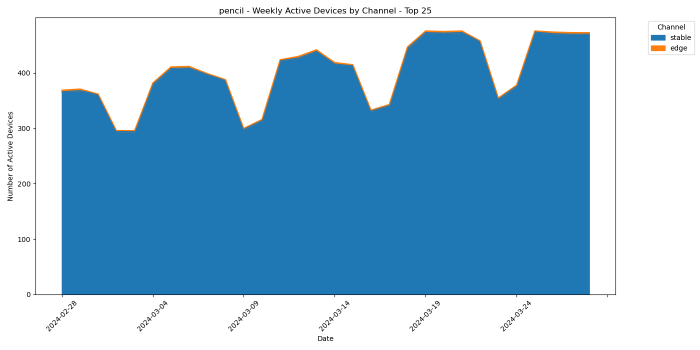 pencil - Weekly Active Devices by Channel - Top 25
Channel
stable
edge
Number of Active Devices
400
300
200
100
0
2024-02-28
2024-03-04
2024-03-09
2024-03-14
2024-03-19
2024-03-24
Date